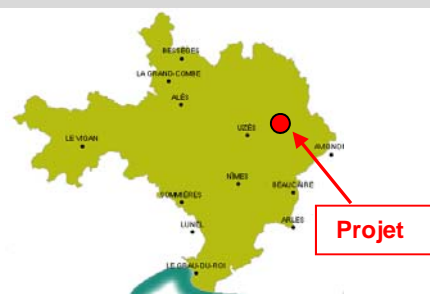 BESSÈGES
LA GRAND-COMBE
ALÈS
UZÈS
LE VIGAN
AVIGNON
NÎMES
BEAUCAIRE
SOMMIÈRES
LUNEL
ARLES
Projet
LE GRAU-DU-ROI